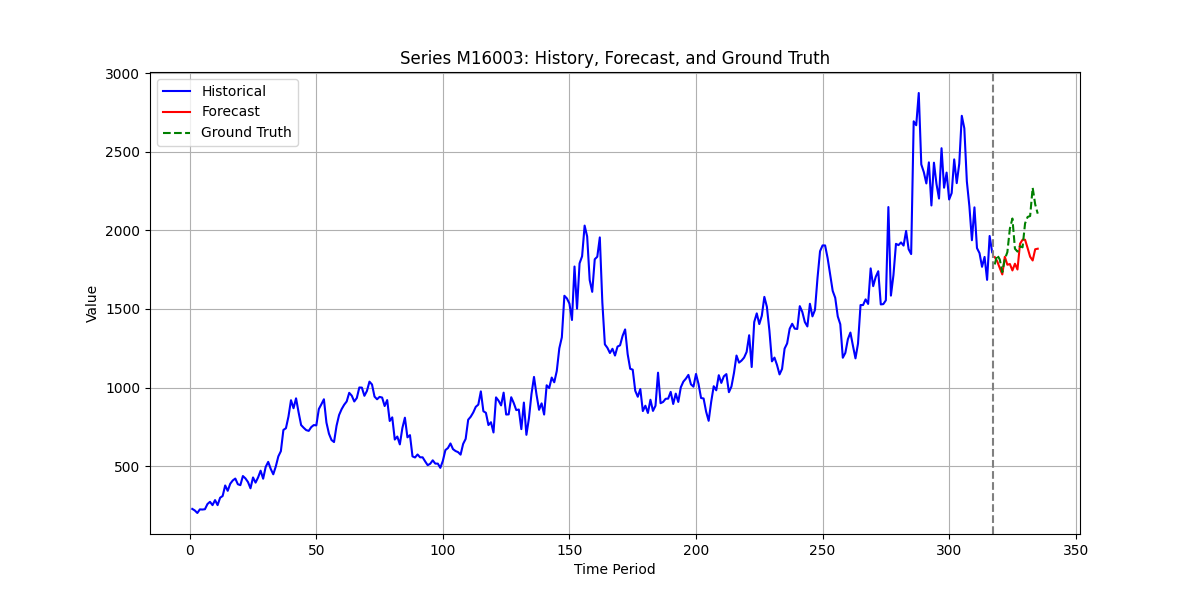 Series M16003: History, Forecast, and Ground Truth
3000
2500
2000
1500
1000
500
Value
Historical
Forecast
Ground Truth
0 50 100 150 200 250 300 350
Time Period